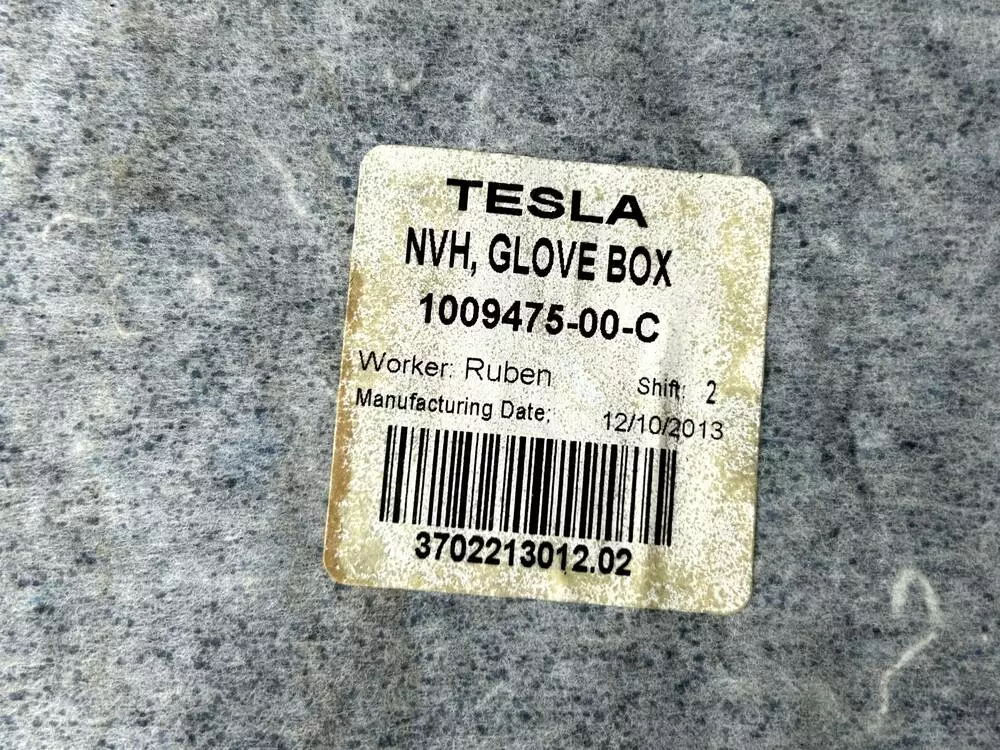 TESLA
NVH, GLOVE BOX
1009475-00-C
Worker: Ruben Shift: 2
Manufacturing Date: 12/10/2013
3702213012.02